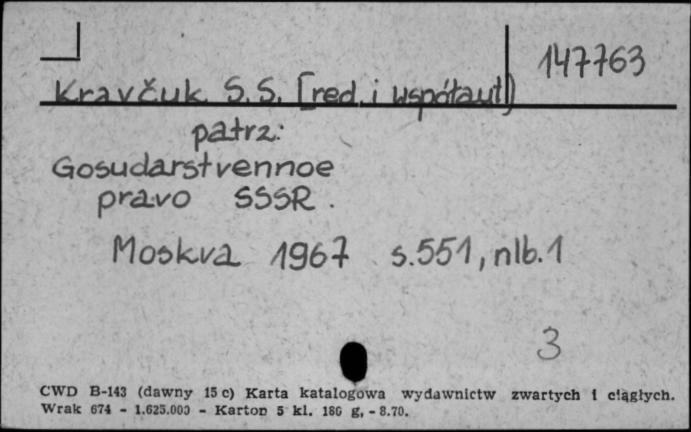 147763
Kravčuk S.S. [red. i współaut]
patrz:
Gosudarstvennoe
pravo SSSR.
Moskva 1967 s.551, nlb.1
3
CWD B-143 (dawny 15 c) Karta katalogowa wydawnictw zwartych i ciągłych.
Wrak 674 - 1.625.000 - Karton 5 kl. 180 g, - 8.70.